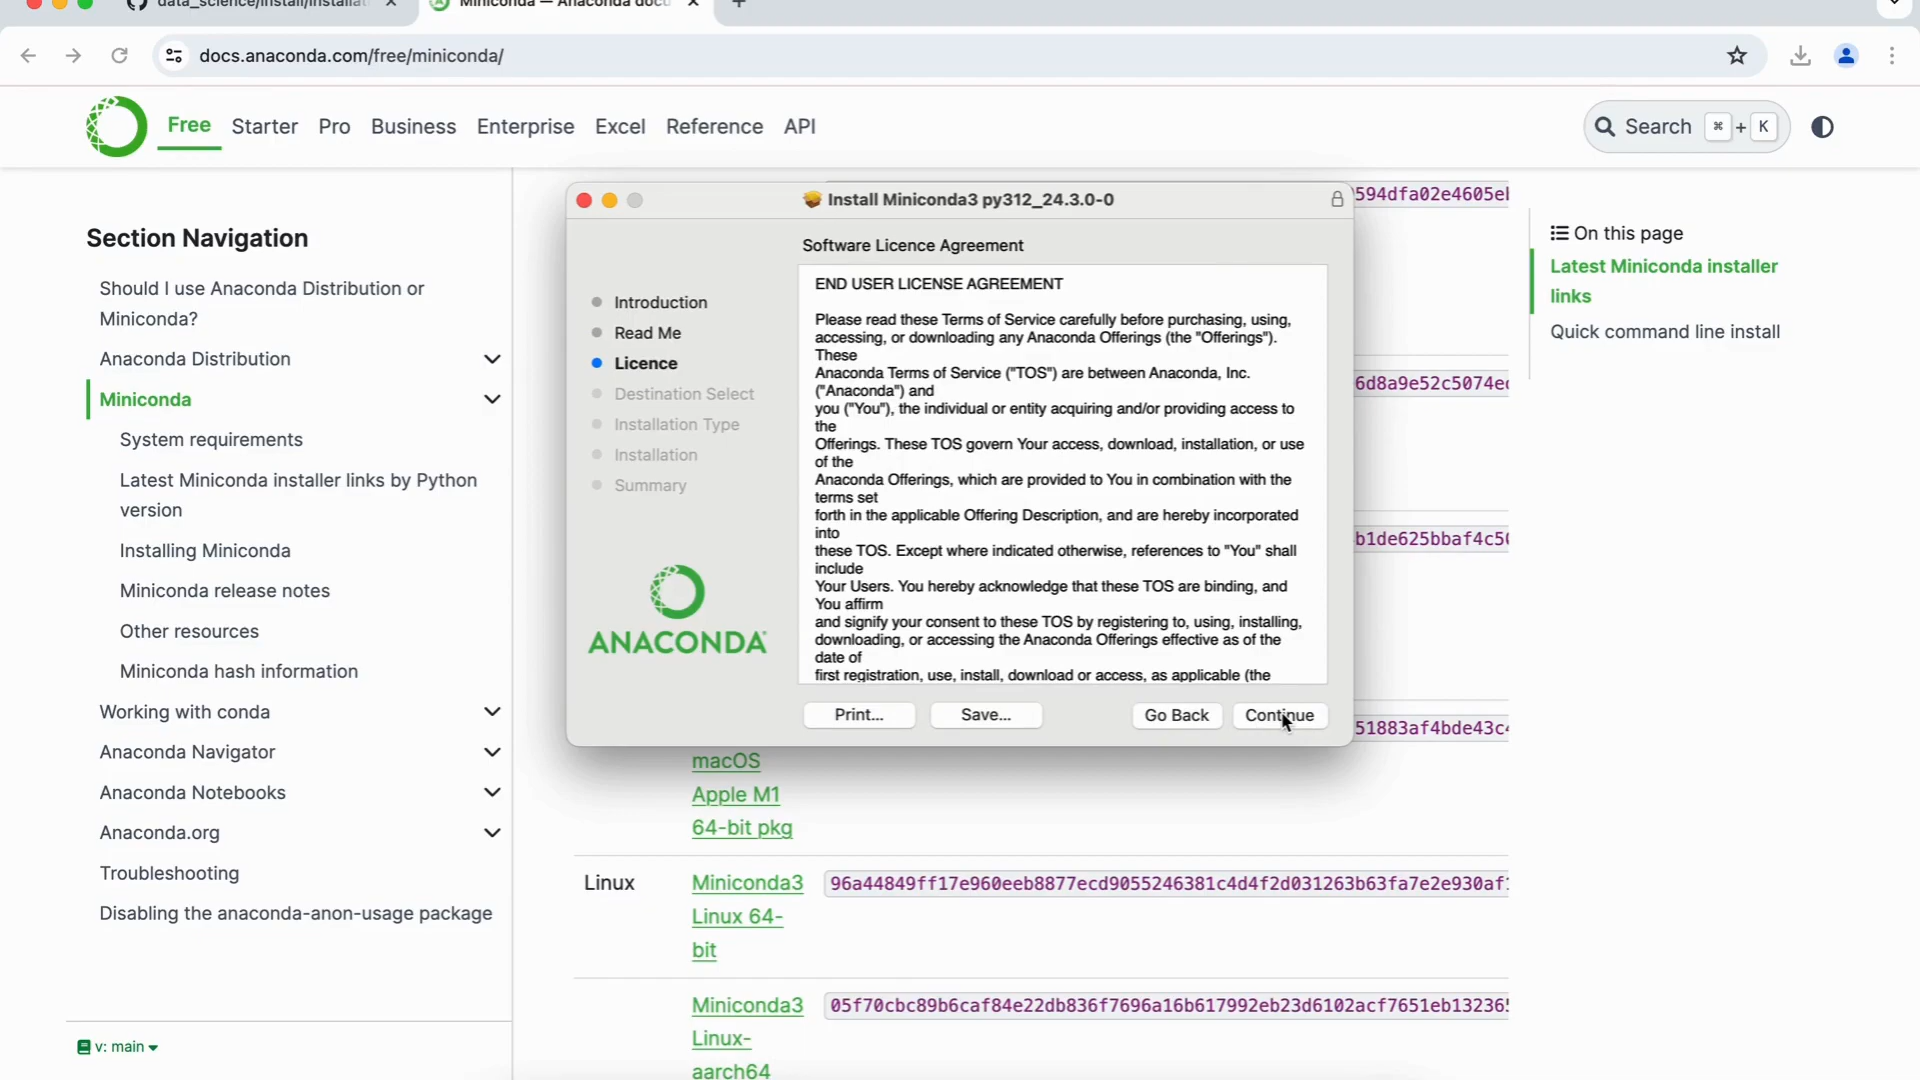 data_science/install/installat
Miniconda — Anaconda docu
docs.anaconda.com/free/miniconda/
Free Starter Pro Business Enterprise Excel Reference API
Search ⌘ + K
Section Navigation
Should I use Anaconda Distribution or
Miniconda?
Anaconda Distribution
Miniconda
System requirements
Latest Miniconda installer links by Python
version
Installing Miniconda
Miniconda release notes
Other resources
Miniconda hash information
Working with conda
Anaconda Navigator
Anaconda Notebooks
Anaconda.org
Troubleshooting
Disabling the anaconda-anon-usage package
v: main
Install Miniconda3 py312_24.3.0-0
Software Licence Agreement
Introduction
Read Me
Licence
Destination Select
Installation Type
Installation
Summary
ANACONDA
END USER LICENSE AGREEMENT
Please read these Terms of Service carefully before purchasing, using,
accessing, or downloading any Anaconda Offerings (the "Offerings").
These
Anaconda Terms of Service ("TOS") are between Anaconda, Inc.
("Anaconda") and
you ("You"), the individual or entity acquiring and/or providing access to
the
Offerings. These TOS govern Your access, download, installation, or use
of the
Anaconda Offerings, which are provided to You in combination with the
terms set
forth in the applicable Offering Description, and are hereby incorporated
into
these TOS. Except where indicated otherwise, references to "You" shall
include
Your Users. You hereby acknowledge that these TOS are binding, and
You affirm
and signify your consent to these TOS by registering to, using, installing,
downloading, or accessing the Anaconda Offerings effective as of the
date of
first registration, use, install, download or access, as applicable (the
Print... Save... Go Back Continue
594dfa02e4605e
6d8a9e52c5074e
b1de625bbaf4c5
51883af4bde43c
macOS
Apple M1
64-bit pkg
Linux
Miniconda3
Linux 64-
bit
96a44849ff17e960eeb8877ecd9055246381c4d4f2d031263b63fa7e2e930af
Miniconda3
Linux-
aarch64
05f70cbc89b6caf84e22db836f7696a16b617992eb23d6102acf7651eb132365
On this page
Latest Miniconda installer
links
Quick command line install